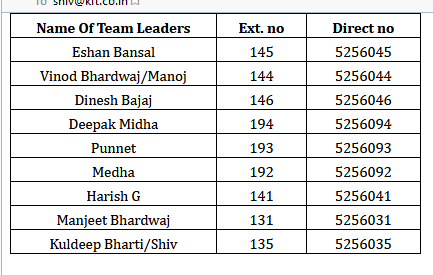 To shiv@kit.co.in
Name Of Team Leaders Ext. no Direct no
Eshan Bansal 145 5256045
Vinod Bhardwaj/Manoj 144 5256044
Dinesh Bajaj 146 5256046
Deepak Midha 194 5256094
Punnet 193 5256093
Medha 192 5256092
Harish G 141 5256041
Manjeet Bhardwaj 131 5256031
Kuldeep Bharti/Shiv 135 5256035